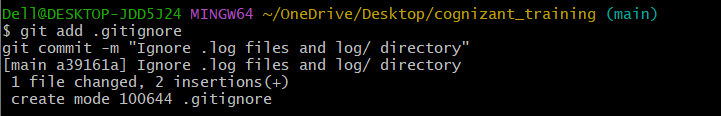 Dell@DESKTOP-JDD5J24 MINGW64 ~/OneDrive/Desktop/cognizant_training (main)
$ git add .gitignore
git commit -m "Ignore .log files and log/ directory"
[main a39161a] Ignore .log files and log/ directory
 1 file changed, 2 insertions(+)
 create mode 100644 .gitignore